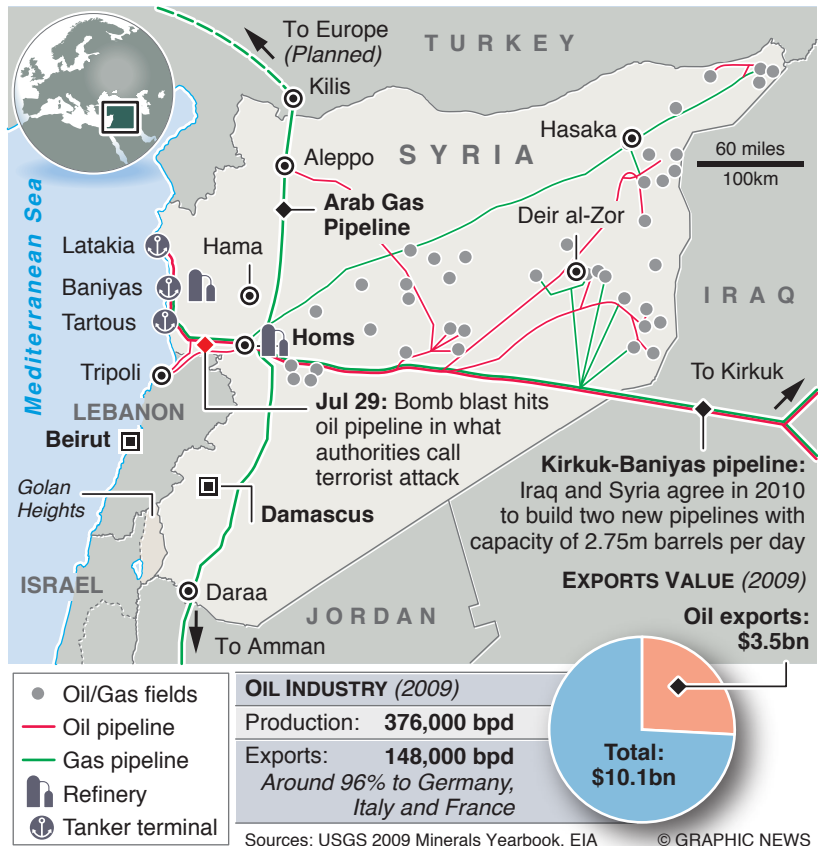 To Europe
(Planned)
TURKEY
Kilis
Hasaka
Aleppo
SYRIA
60 miles
100km
Arab Gas
Pipeline
Deir al-Zor
Mediterranean Sea
Latakia
Hama
Baniyas
IRAQ
Tartous
Homs
Tripoli
To Kirkuk
LEBANON
Jul 29: Bomb blast hits
oil pipeline in what
authorities call
terrorist attack
Beirut
Kirkuk-Baniyas pipeline:
Iraq and Syria agree in 2010
to build two new pipelines with
capacity of 2.75m barrels per day
Golan
Heights
Damascus
ISRAEL
Daraa
JORDAN
To Amman
EXPORTS VALUE (2009)
Oil exports:
$3.5bn
Total:
$10.1bn
Oil/Gas fields
Oil pipeline
Gas pipeline
Refinery
Tanker terminal
OIL INDUSTRY (2009)
Production: 376,000 bpd
Exports: 148,000 bpd
Around 96% to Germany,
Italy and France
Sources: USGS 2009 Minerals Yearbook, EIA
© GRAPHIC NEWS